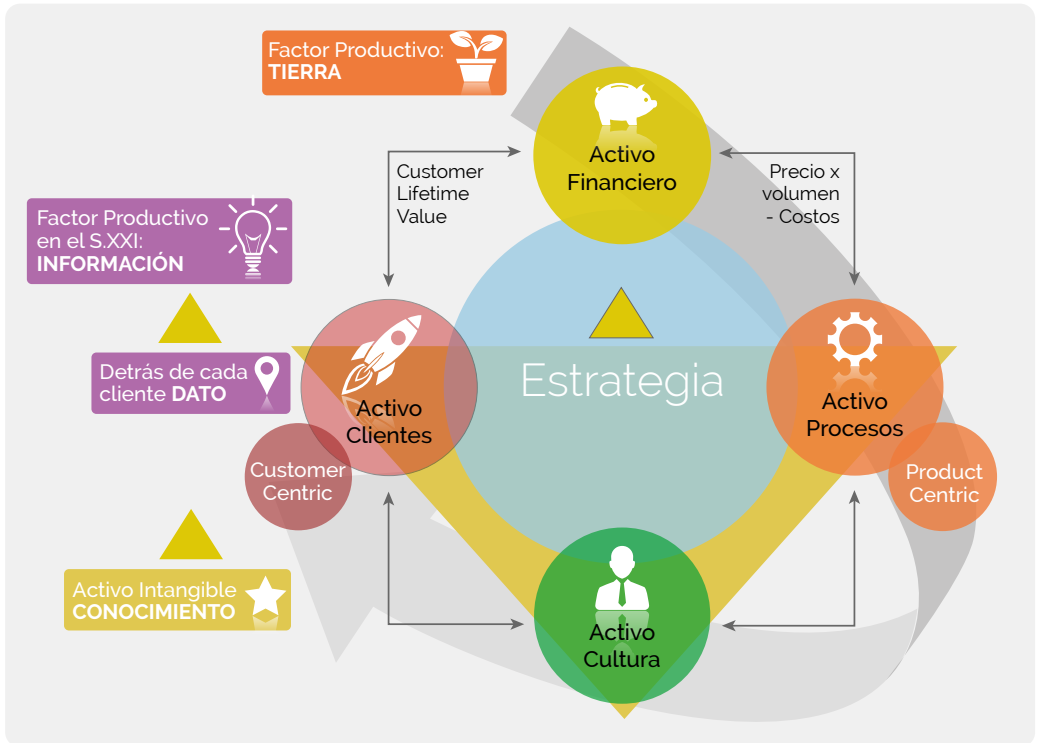 Factor Productivo:
TIERRA
Activo
Financiero
Customer
Lifetime
Value
Precio x
volumen
- Costos
Factor Productivo
en el S.XXI:
INFORMACIÓN
Detrás de cada
cliente DATO
Estrategia
Activo
Clientes
Activo
Procesos
Customer
Centric
Product
Centric
Activo Intangible
CONOCIMIENTO
Activo
Cultura